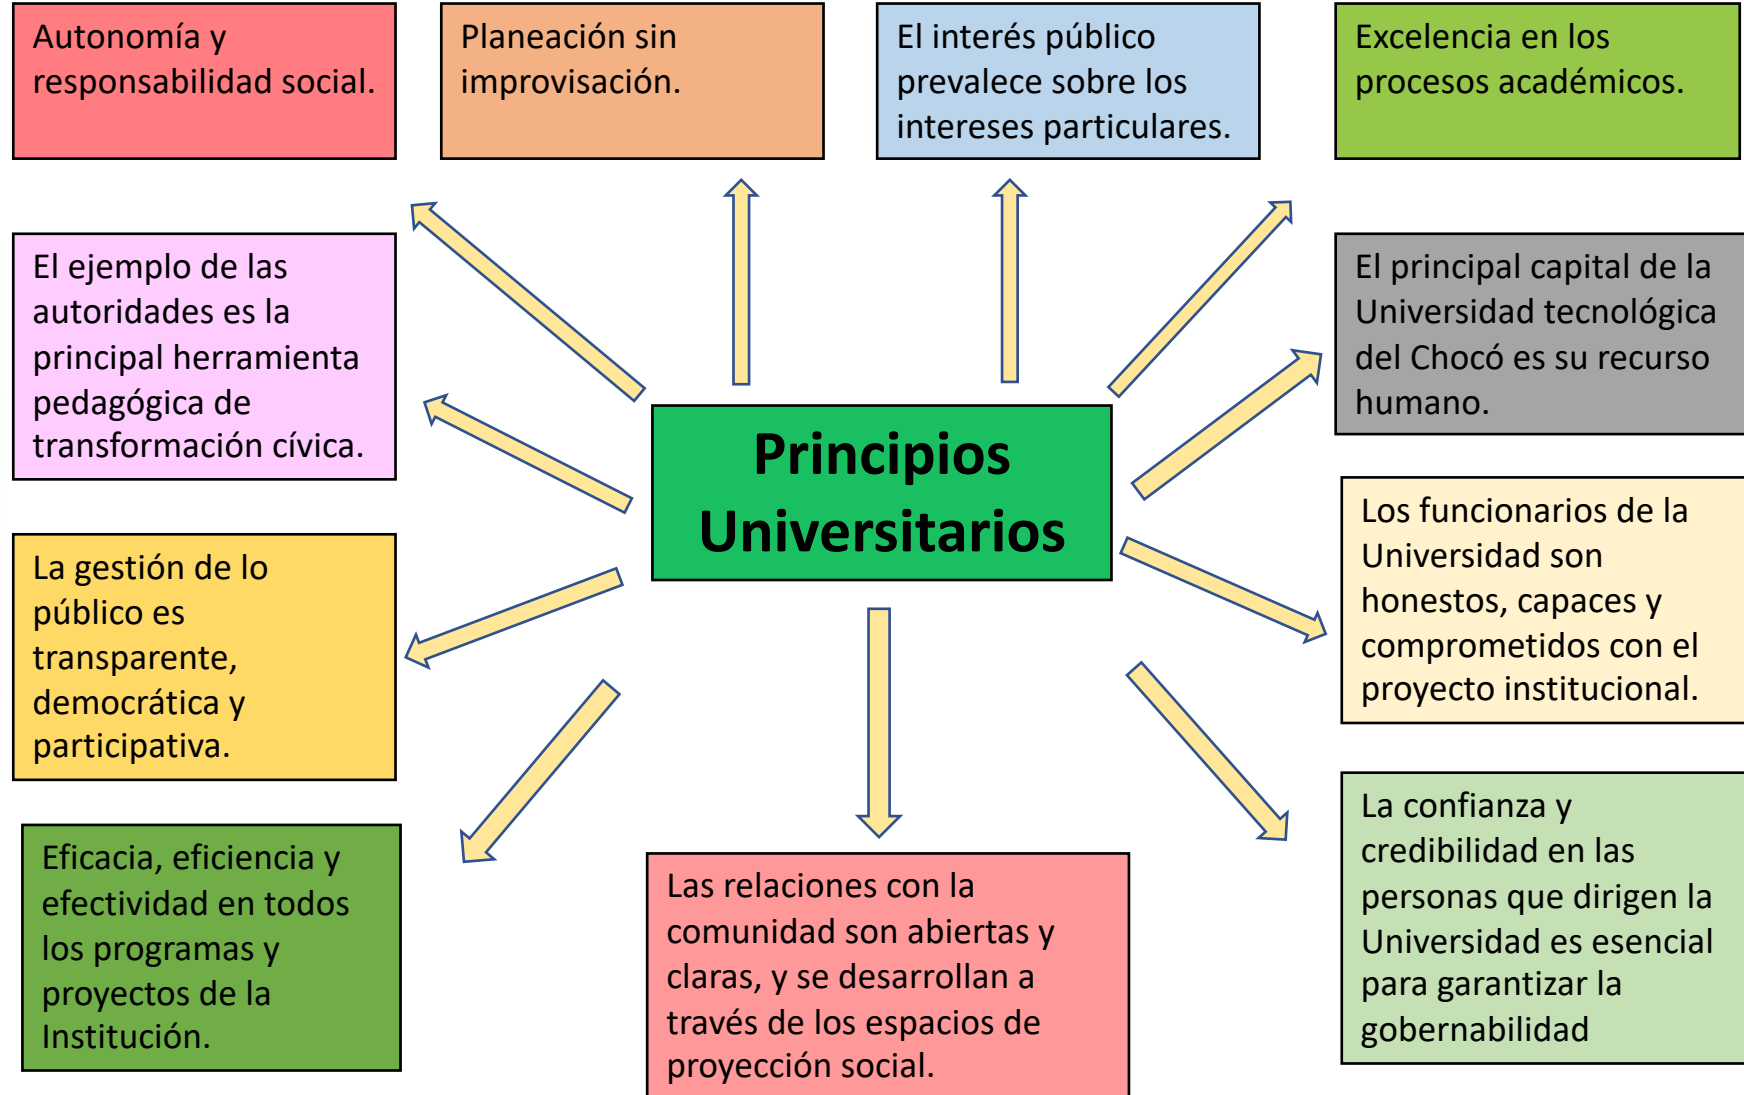 Autonomía y
responsabilidad social.
Planeación sin
improvisación.
El interés público
prevalece sobre los
intereses particulares.
Excelencia en los
procesos académicos.
El ejemplo de las
autoridades es la
principal herramienta
pedagógica de
transformación cívica.
El principal capital de la
Universidad tecnológica
del Chocó es su recurso
humano.
Principios
Universitarios
La gestión de lo
público es
transparente,
democrática y
participativa.
Los funcionarios de la
Universidad son
honestos, capaces y
comprometidos con el
proyecto institucional.
Eficacia, eficiencia y
efectividad en todos
los programas y
proyectos de la
Institución.
Las relaciones con la
comunidad son abiertas y
claras, y se desarrollan a
través de los espacios de
proyección social.
La confianza y
credibilidad en las
personas que dirigen la
Universidad es esencial
para garantizar la
gobernabilidad